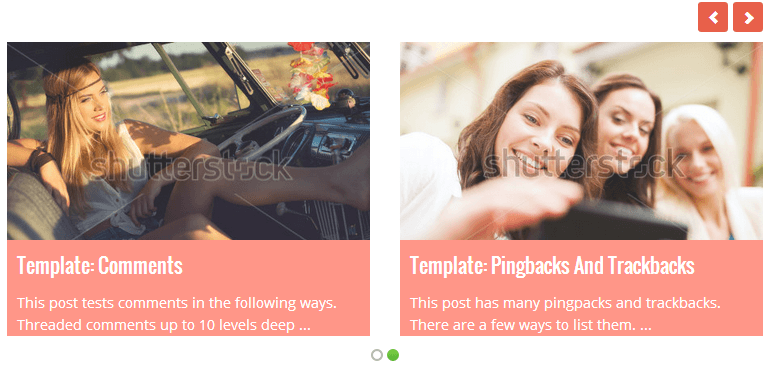 shutterstock
shutterstock
Template: Comments
This post tests comments in the following ways.
Threaded comments up to 10 levels deep ...
Template: Pingbacks And Trackbacks
This post has many pingpacks and trackbacks.
There are a few ways to list them. ...